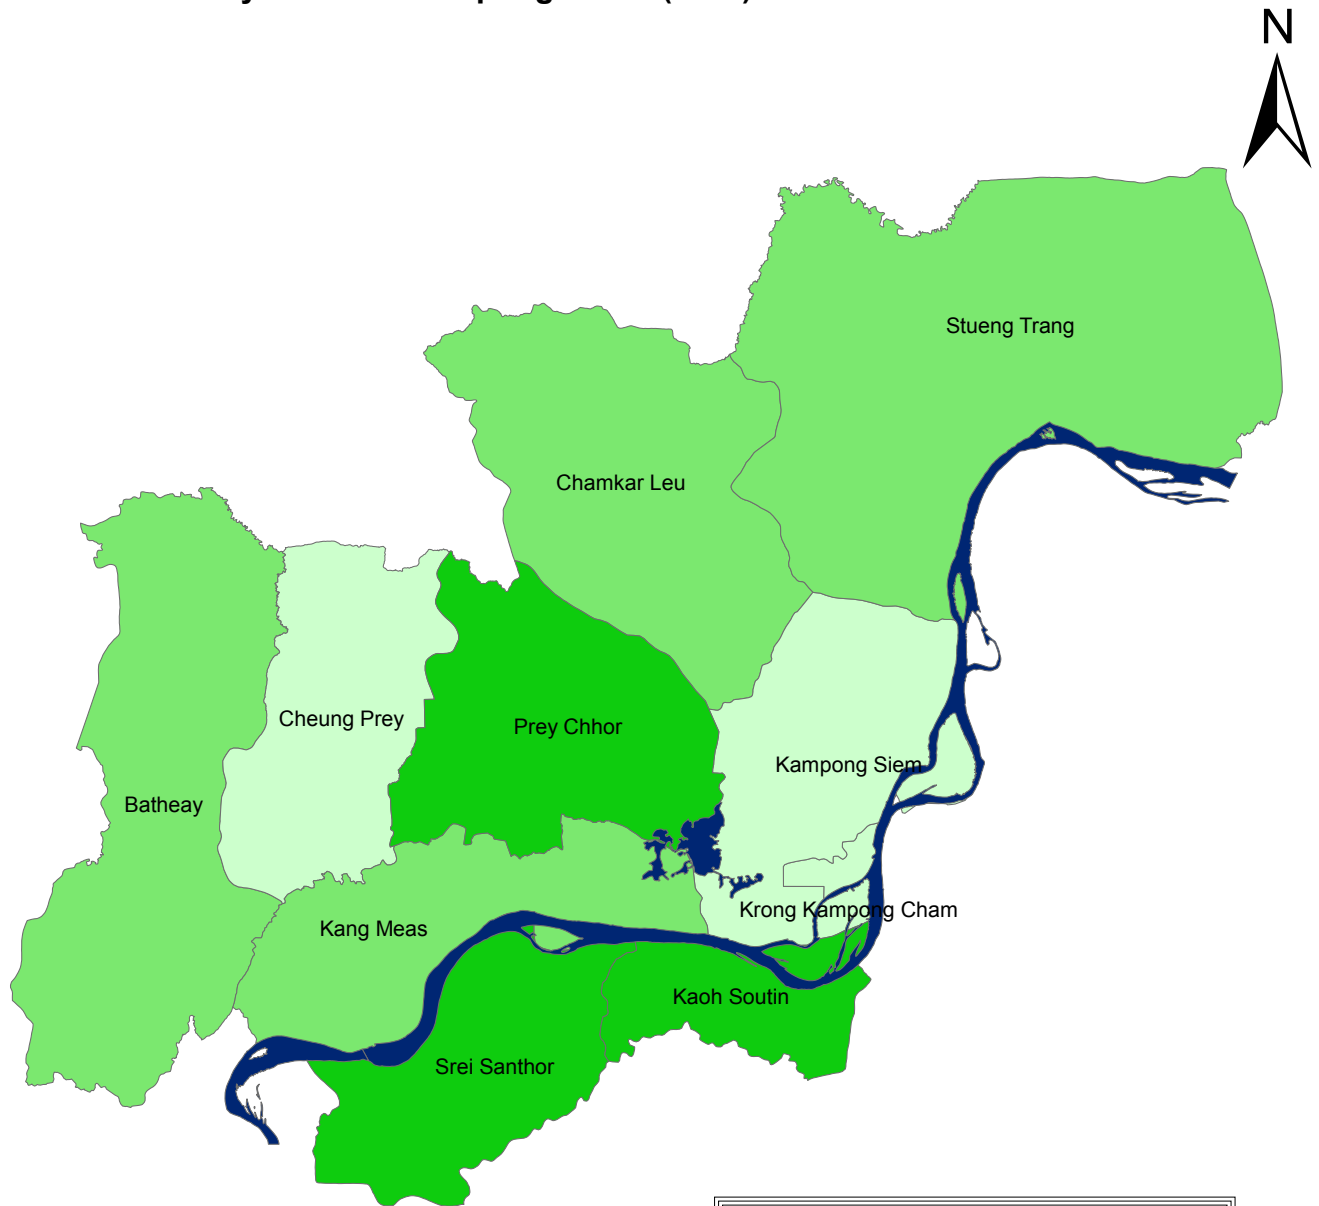 N
Stueng Trang
Chamkar Leu
Cheung Prey
Prey Chhor
Kampong Siem
Batheay
Krong Kampong Cham
Kang Meas
Kaoh Soutin
Srei Santhor